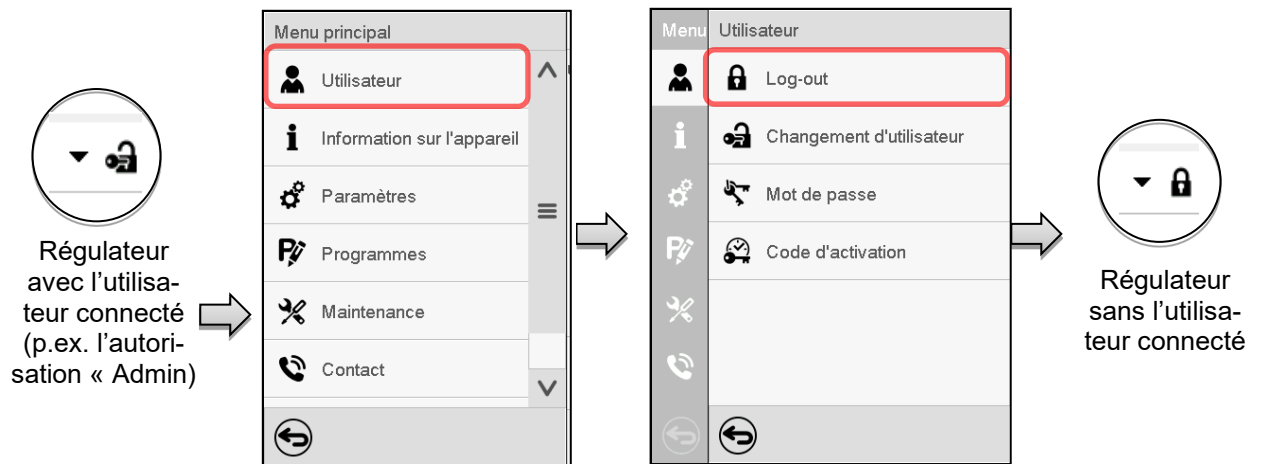 Régulateur
avec l’utilisa-
teur connecté
(p.ex. l’autori-
sation « Admin)
Menu principal
Utilisateur
Information sur l'appareil
Paramètres
Programmes
Maintenance
Contact
Menu
Utilisateur
Log-out
Changement d'utilisateur
Mot de passe
Code d'activation
Régulateur
sans l’utilisa-
teur connecté